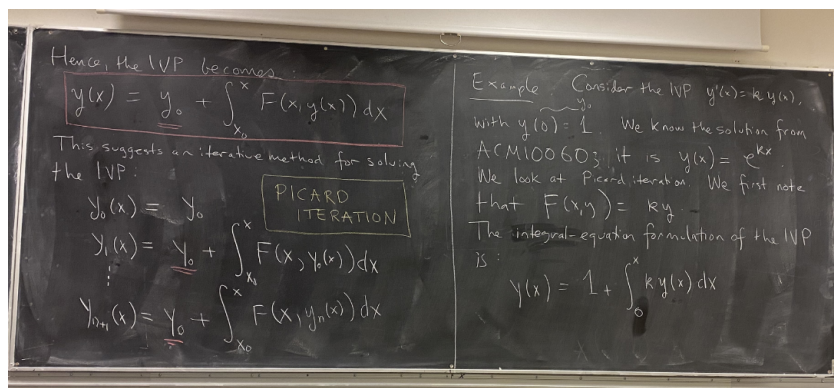 Hence, the IVP becomes:
y(x) = y₀ + ∫_{x₀}^{x} F(x, y(x)) dx
This suggests an iterative method for solving
the IVP:
PICARD
ITERATION
y₀(x) = y₀
y₁(x) = y₀ + ∫_{x₀}^{x} F(x, y₀(x)) dx
⋮
yₙ₊₁(x) = y₀ + ∫_{x₀}^{x} F(x, yₙ(x)) dx
Example. Consider the IVP y'(x) = k y(x),
y₀
with y(0) = 1. We know the solution from
ACM10060; it is y(x) = e^{kx}.
We look at Picard iteration. We first note
that F(x,y) = ky.
The integral-equation formulation of the IVP
is:
y(x) = 1 + ∫_{0}^{x} k y(x) dx